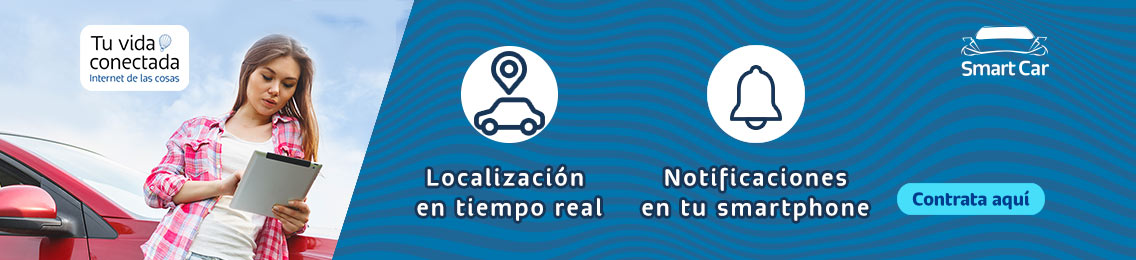 Tu vida
conectada
Internet de las cosas
Localización
en tiempo real
Notificaciones
en tu smartphone
Smart Car
Contrata aquí